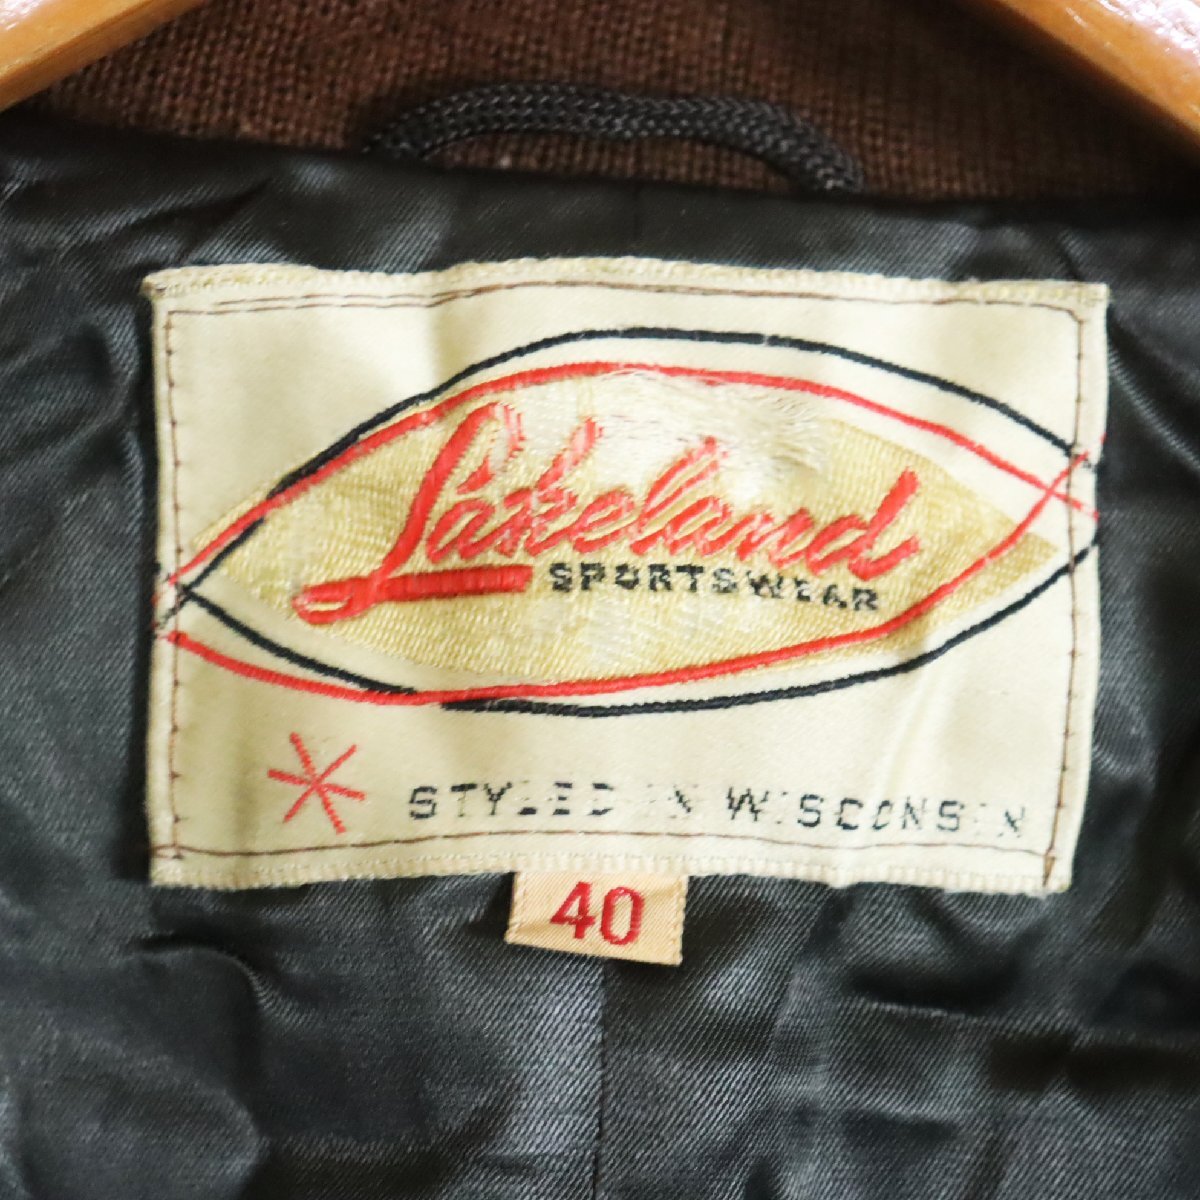 Lakeland
SPORTSWEAR
STYLED IN WISCONSIN
40